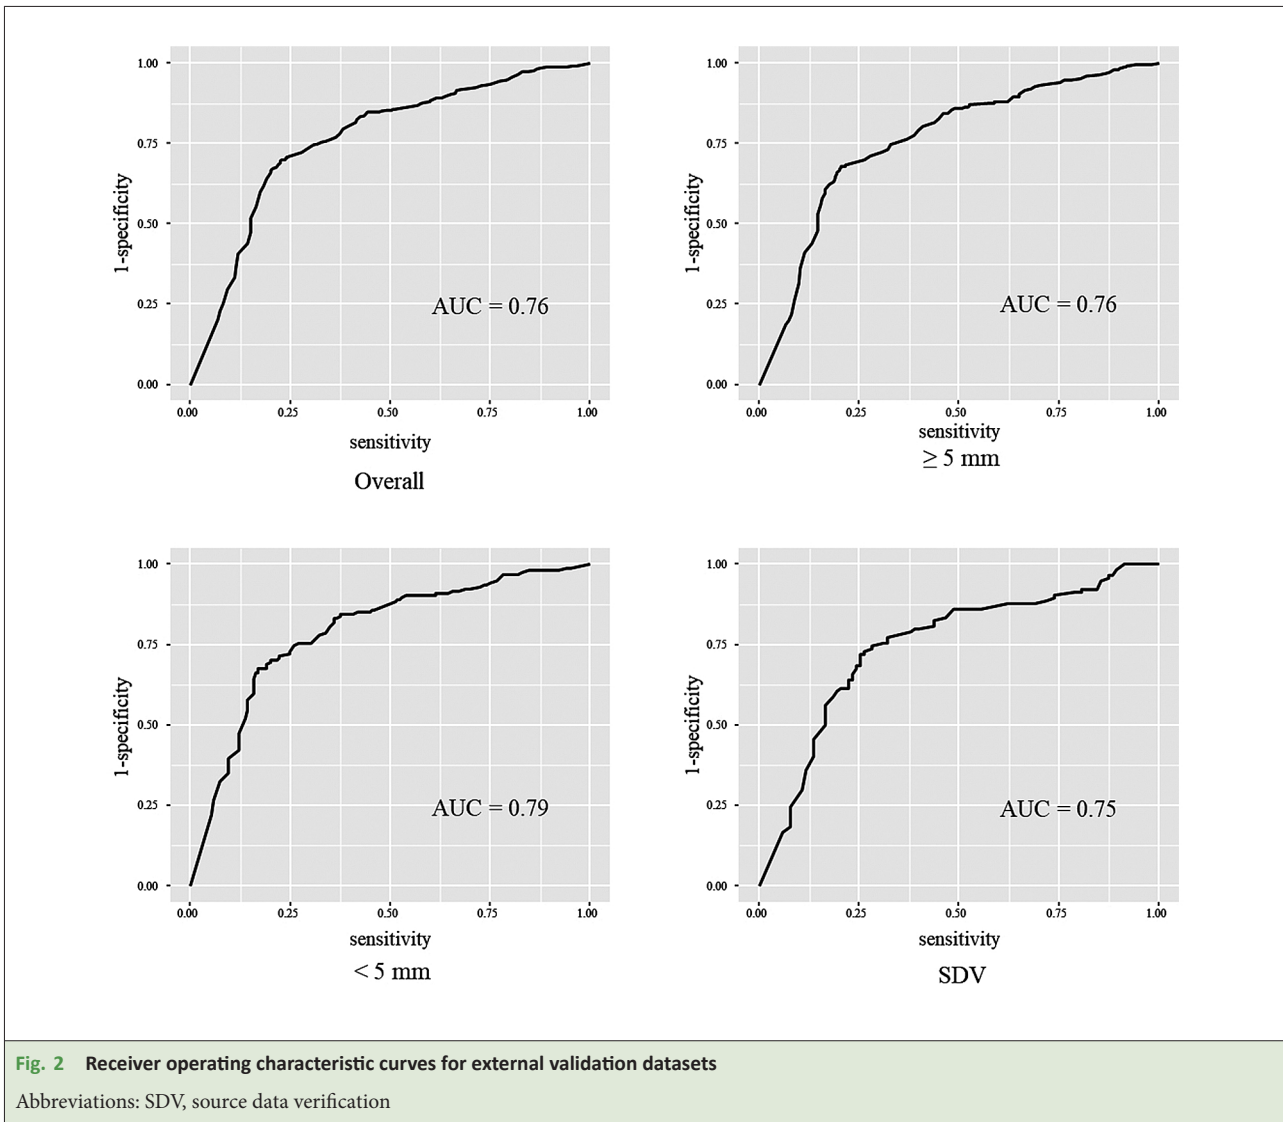 1.00
0.75
0.50
0.25
0.00
1-specificity
AUC = 0.76
0.00 0.25 0.50 0.75 1.00
sensitivity
Overall
1.00
0.75
0.50
0.25
0.00
1-specificity
AUC = 0.76
0.00 0.25 0.50 0.75 1.00
sensitivity
≥ 5 mm
1.00
0.75
0.50
0.25
0.00
1-specificity
AUC = 0.79
0.00 0.25 0.50 0.75 1.00
sensitivity
< 5 mm
1.00
0.75
0.50
0.25
0.00
1-specificity
AUC = 0.75
0.00 0.25 0.50 0.75 1.00
sensitivity
SDV
Fig. 2 Receiver operating characteristic curves for external validation datasets
Abbreviations: SDV, source data verification